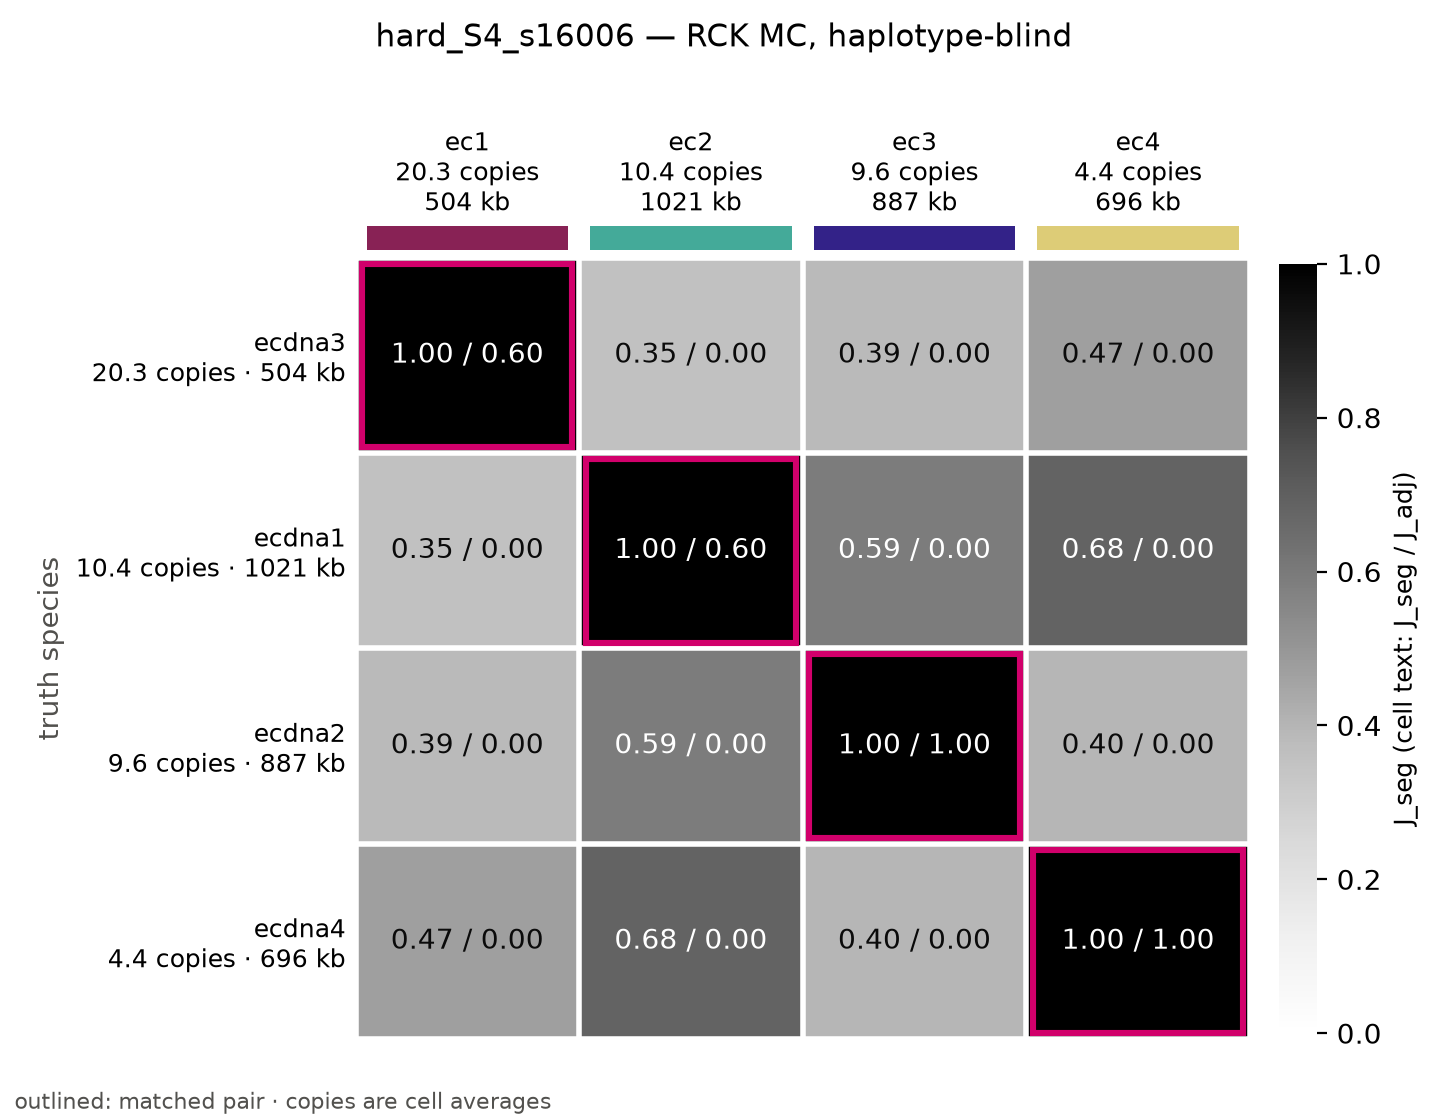 hard_S4_s16006 — RCK MC, haplotype-blind
ec1
20.3 copies
504 kb
ec2
10.4 copies
1021 kb
ec3
9.6 copies
887 kb
ec4
4.4 copies
696 kb
truth species
ecdna3
20.3 copies · 504 kb
1.00 / 0.60
0.35 / 0.00
0.39 / 0.00
0.47 / 0.00
ecdna1
10.4 copies · 1021 kb
0.35 / 0.00
1.00 / 0.60
0.59 / 0.00
0.68 / 0.00
ecdna2
9.6 copies · 887 kb
0.39 / 0.00
0.59 / 0.00
1.00 / 1.00
0.40 / 0.00
ecdna4
4.4 copies · 696 kb
0.47 / 0.00
0.68 / 0.00
0.40 / 0.00
1.00 / 1.00
1.0
0.8
0.6
0.4
0.2
0.0
J_seg (cell text: J_seg / J_adj)
outlined: matched pair · copies are cell averages